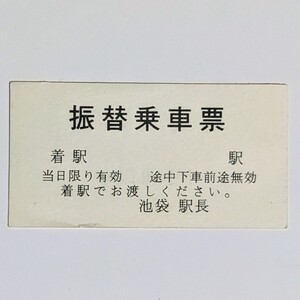 振替乗車票
着駅　　　　　　　　　駅
当日限り有効　　途中下車前途無効
着駅でお渡しください。
池袋 駅長